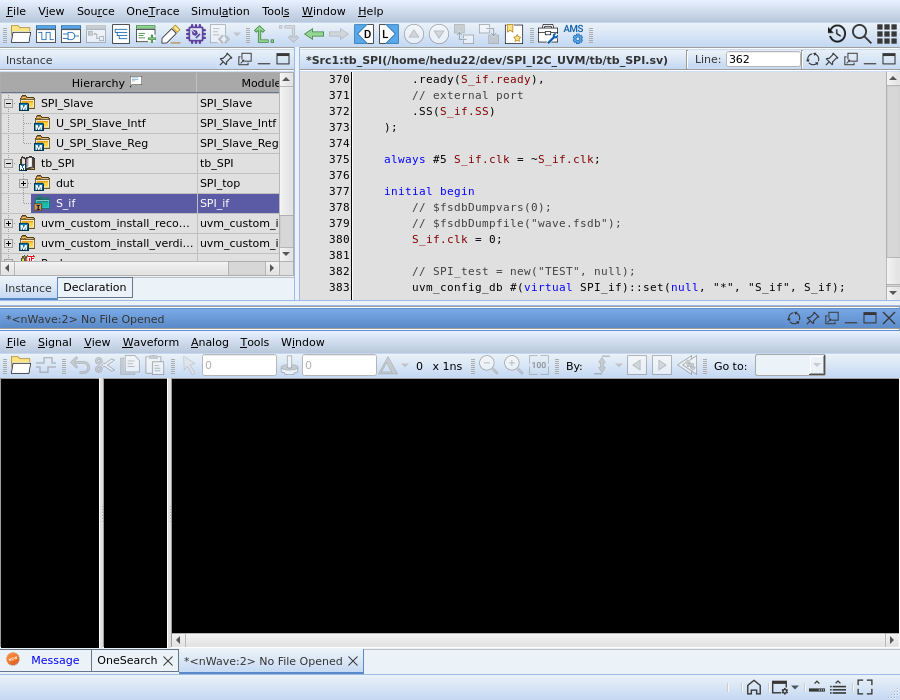 File View Source OneTrace Simulation Tools Window Help
D L AMS
Instance
*Src1:tb_SPI(/home/hedu22/dev/SPI_I2C_UVM/tb/tb_SPI.sv) Line: 362
Hierarchy Module
SPI_Slave SPI_Slave
U_SPI_Slave_Intf SPI_Slave_Intf
U_SPI_Slave_Reg SPI_Slave_Reg
tb_SPI tb_SPI
dut SPI_top
S_if SPI_if
uvm_custom_install_reco... uvm_custom_i
uvm_custom_install_verdi... uvm_custom_i
Instance Declaration
370 .ready(S_if.ready),
371 // external port
372 .SS(S_if.SS)
373 );
374
375 always #5 S_if.clk = ~S_if.clk;
376
377 initial begin
378 // $fsdbDumpvars(0);
379 // $fsdbDumpfile("wave.fsdb");
380 S_if.clk = 0;
381
382 // SPI_test = new("TEST", null);
383 uvm_config_db #(virtual SPI_if)::set(null, "*", "S_if", S_if);
*<nWave:2> No File Opened
File Signal View Waveform Analog Tools Window
0 0 0 x 1ns 100 By: Go to:
Message OneSearch *<nWave:2> No File Opened